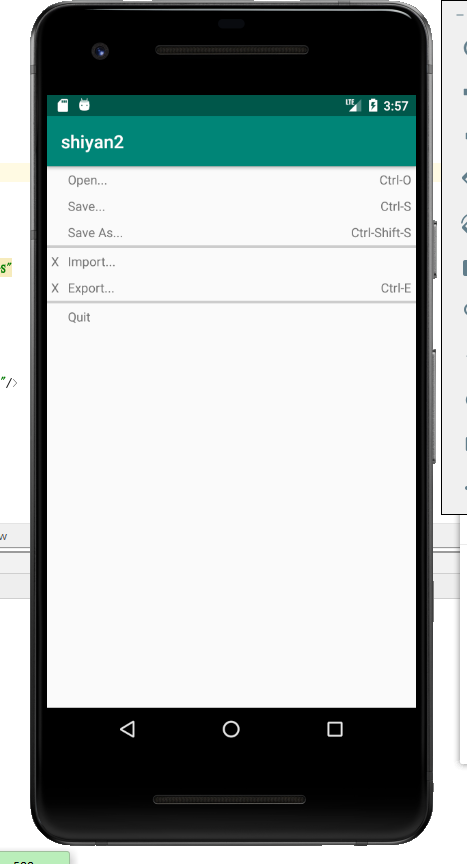 LTE 3:57
shiyan2
Open... Ctrl-O
Save... Ctrl-S
Save As... Ctrl-Shift-S
X Import...
X Export... Ctrl-E
Quit
s"
"/>
w